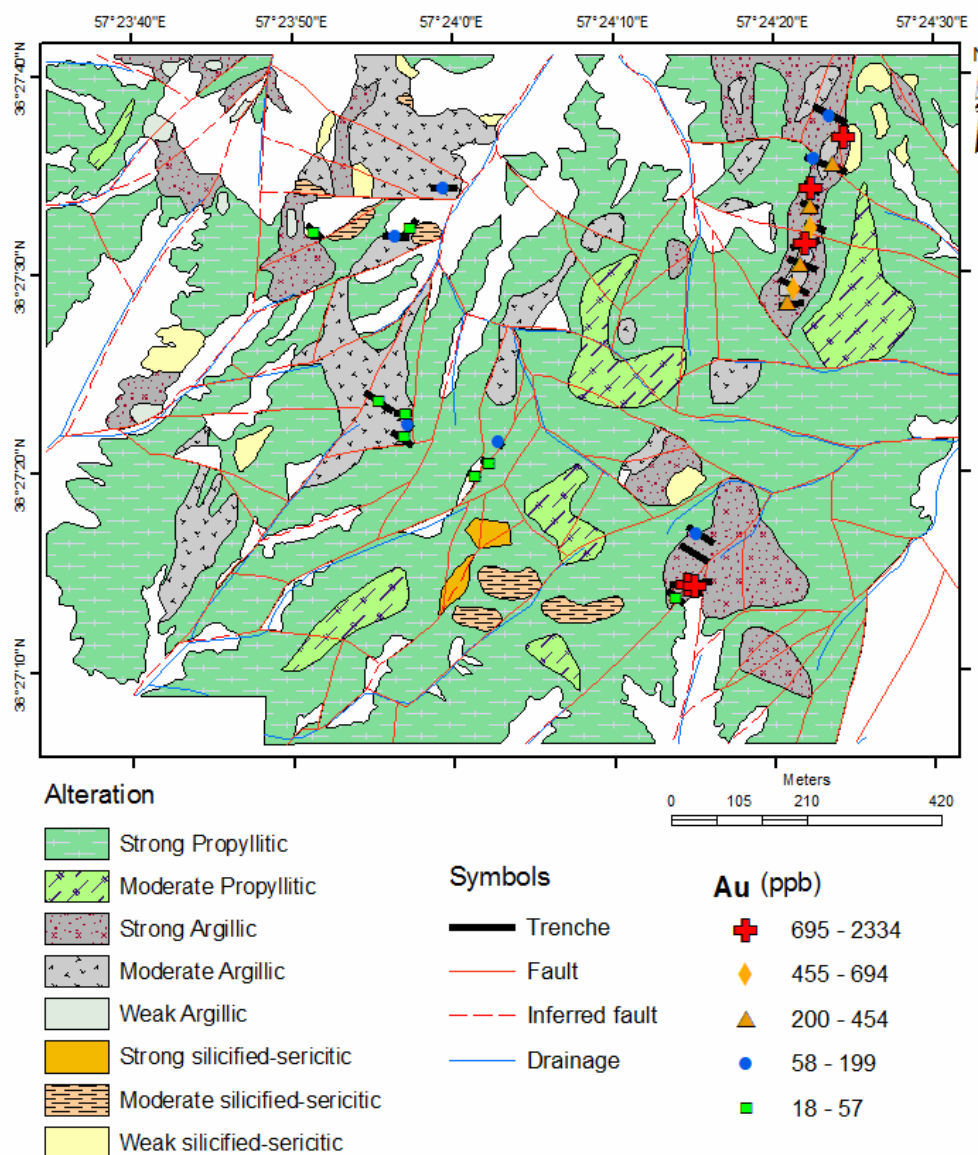 57°23'40"E 57°23'50"E 57°24'0"E 57°24'10"E 57°24'20"E 57°24'30"E
36°27'40"N
36°27'30"N
36°27'20"N
36°27'10"N
Meters
0 105 210 420
Alteration
Strong Propyllitic
Moderate Propyllitic
Strong Argillic
Moderate Argillic
Weak Argillic
Strong silicified-sericitic
Moderate silicified-sericitic
Weak silicified-sericitic
Symbols
Trenche
Fault
Inferred fault
Drainage
Au (ppb)
695 - 2334
455 - 694
200 - 454
58 - 199
18 - 57